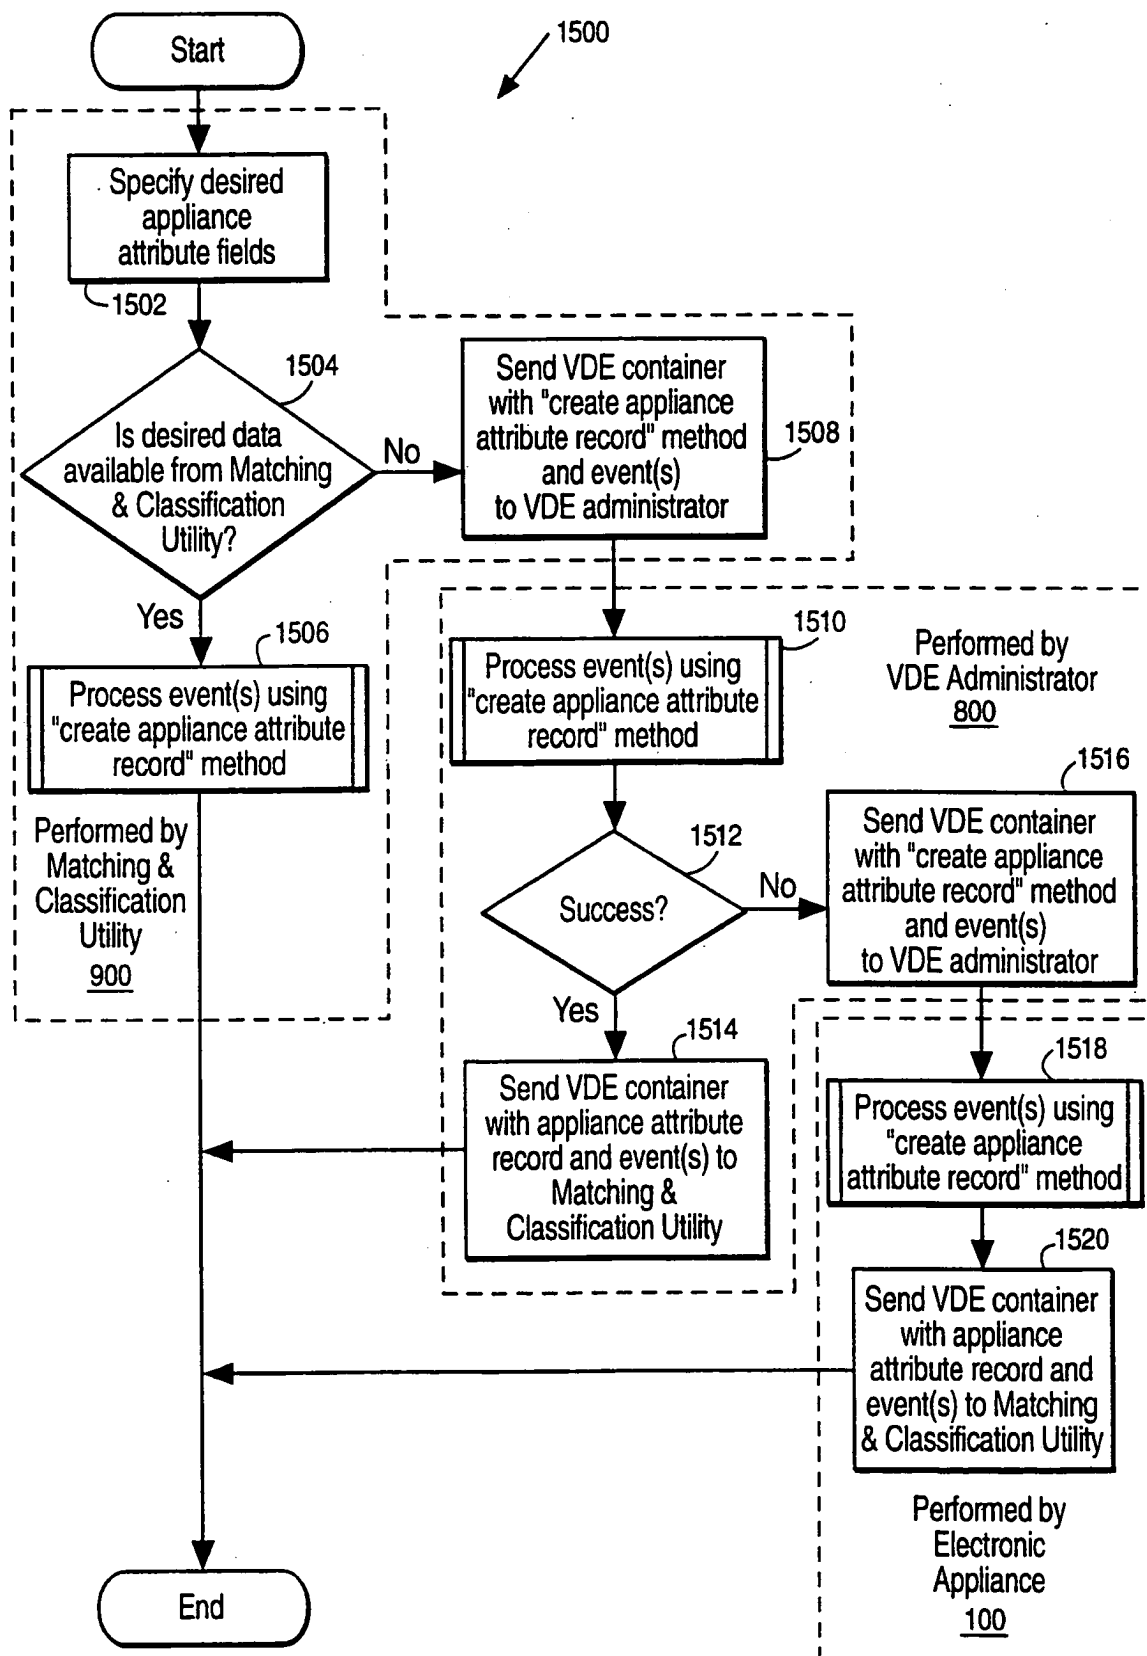 Start
1500
Specify desired
appliance
attribute fields
1502
1504
Is desired data
available from Matching
& Classification
Utility?
No
Yes
Send VDE container
with "create appliance
attribute record" method
and event(s)
to VDE administrator
1508
1506
Process event(s) using
"create appliance attribute
record" method
Performed by
Matching &
Classification
Utility
900
1510
Process event(s) using
"create appliance attribute
record" method
Performed by
VDE Administrator
800
1512
Success?
No
Yes
1516
Send VDE container
with "create appliance
attribute record" method
and event(s)
to VDE administrator
1514
Send VDE container
with appliance attribute
record and event(s) to
Matching &
Classification Utility
1518
Process event(s) using
"create appliance
attribute record" method
1520
Send VDE container
with appliance
attribute record and
event(s) to Matching
& Classification Utility
Performed by
Electronic
Appliance
100
End